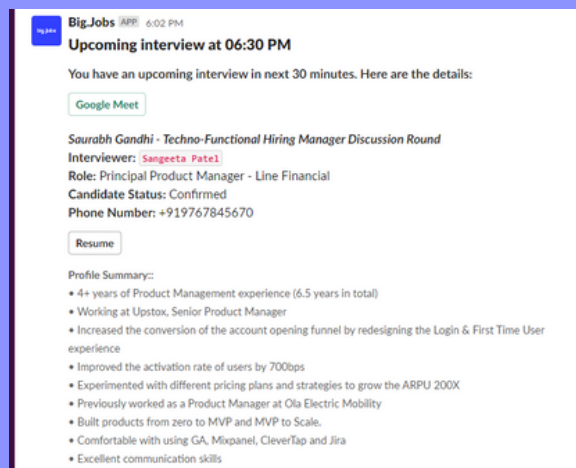 big.jobs
Big.Jobs APP 6:02 PM
Upcoming interview at 06:30 PM
You have an upcoming interview in next 30 minutes. Here are the details:
Google Meet
Saurabh Gandhi - Techno-Functional Hiring Manager Discussion Round
Interviewer: Sangeeta Patel
Role: Principal Product Manager - Line Financial
Candidate Status: Confirmed
Phone Number: +919767845670
Resume
Profile Summary::
• 4+ years of Product Management experience (6.5 years in total)
• Working at Upstox, Senior Product Manager
• Increased the conversion of the account opening funnel by redesigning the Login & First Time User
experience
• Improved the activation rate of users by 700bps
• Experimented with different pricing plans and strategies to grow the ARPU 200X
• Previously worked as a Product Manager at Ola Electric Mobility
• Built products from zero to MVP and MVP to Scale.
• Comfortable with using GA, Mixpanel, CleverTap and Jira
• Excellent communication skills